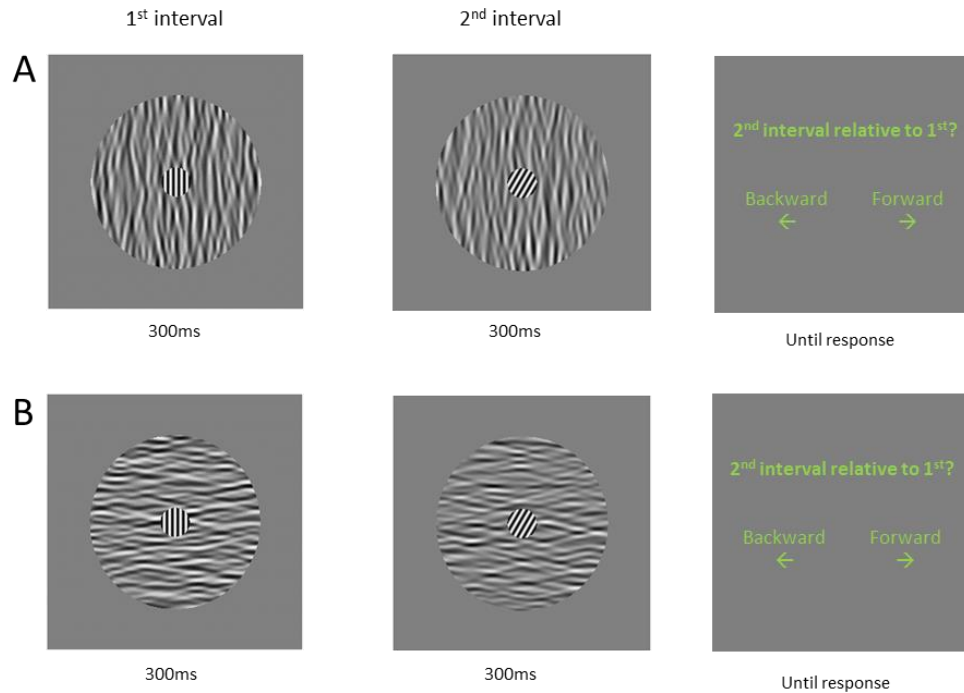 1st interval
2nd interval
A
2nd interval relative to 1st?
Backward Forward
← →
300ms
300ms
Until response
B
2nd interval relative to 1st?
Backward Forward
← →
300ms
300ms
Until response